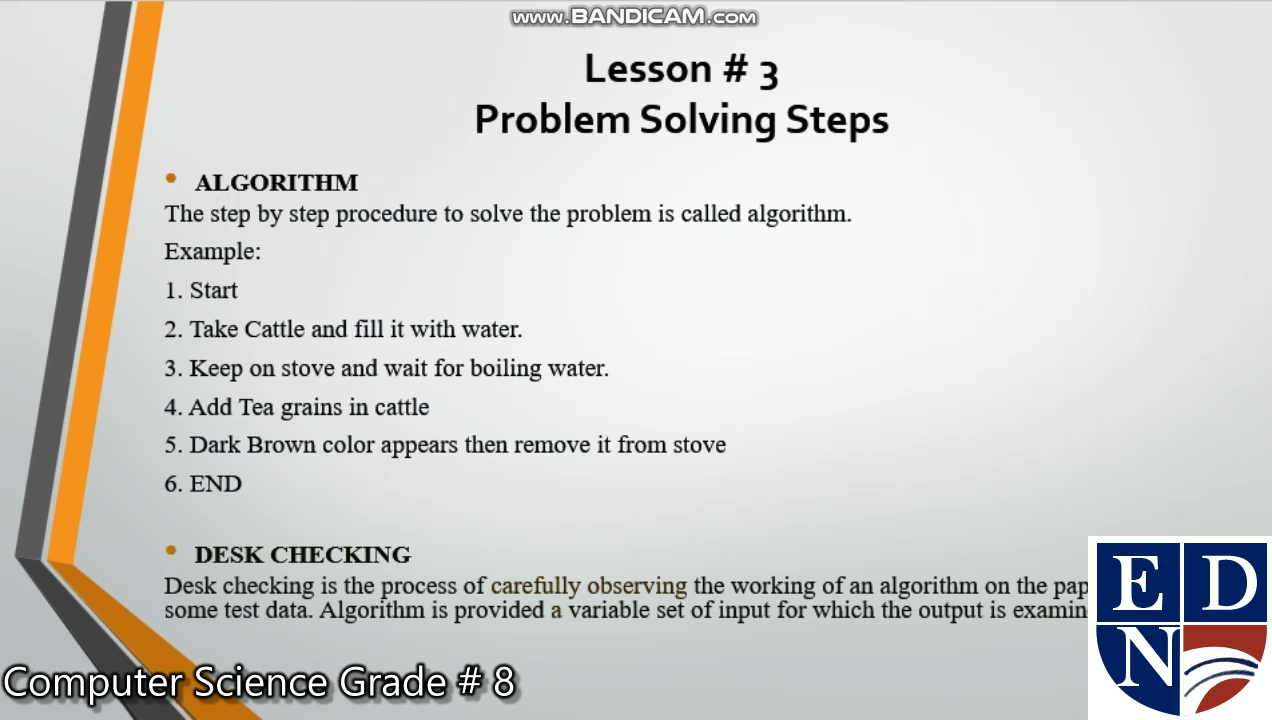 www.BANDICAM.com
Lesson # 3
Problem Solving Steps
• ALGORITHM
The step by step procedure to solve the problem is called algorithm.
Example:
1. Start
2. Take Cattle and fill it with water.
3. Keep on stove and wait for boiling water.
4. Add Tea grains in cattle
5. Dark Brown color appears then remove it from stove
6. END
• DESK CHECKING
Desk checking is the process of carefully observing the working of an algorithm on the
some test data. Algorithm is provided a variable set of input for which the output is
Computer Science Grade # 8
E D
N